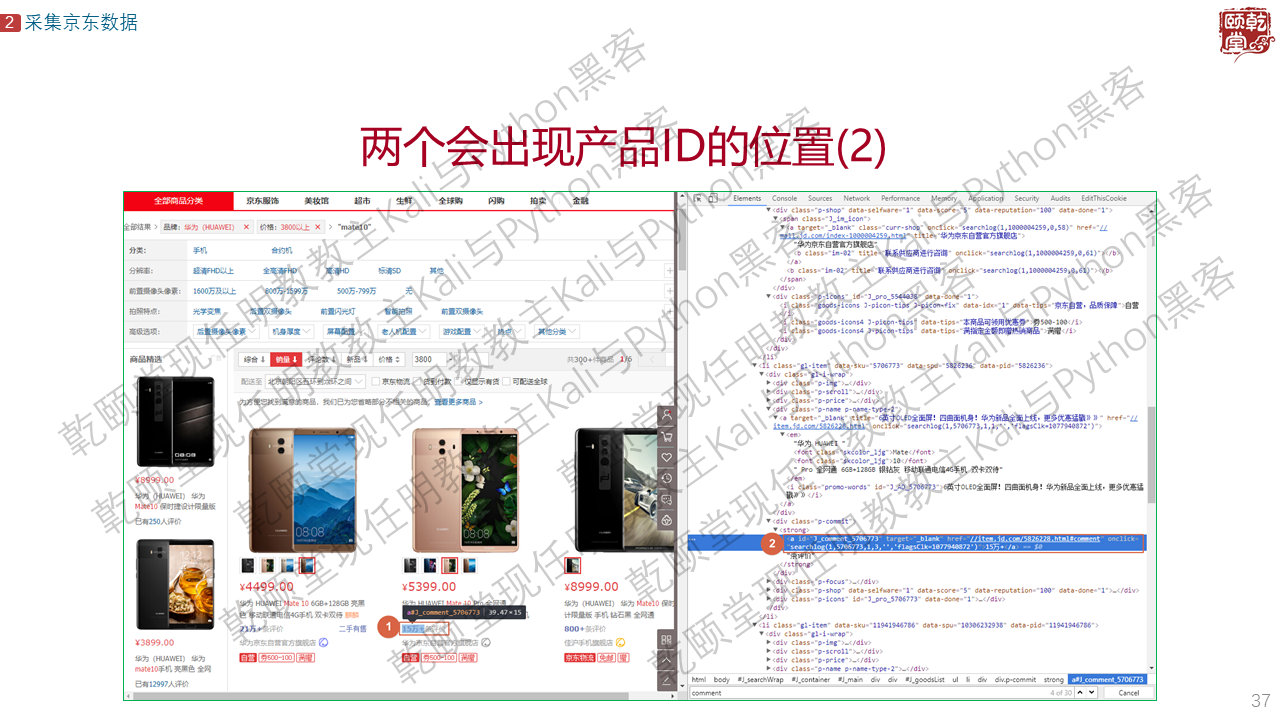 2 采集京东数据
颐乾堂
两个会出现产品ID的位置(2)
全部商品分类 京东服饰 美妆馆 超市 生鲜 全球购 闪购 拍卖 金融
全部结果 > 品牌: 华为（HUAWEI） × 价格: 3800以上 × > "mate10"
分类: 手机 合约机
分辨率: 超清FHD以上 全高清FHD 高清HD 标清SD 其他
前置摄像头像素: 1600万及以上 800万-1599万 500万-799万 无
拍照特点: 光学变焦 后置双摄像头 前置闪光灯 智能拍照 前置双摄像头
高级选项: 后置摄像头像素 机身厚度 屏幕配置 老人机配置 游戏配置 热点 其他分类
商品精选 综合 销量 评论数 新品 价格 3800 共300+件商品 1/6
配送至 北京朝阳区五环到六环之间 京东物流 货到付款 仅显示有货 可配送全球
为方便您找到满意的商品，我们已为您省略部分不相关的商品，查看更多商品 >
¥8999.00
华为（HUAWEI） 华为
Mate10 保时捷设计限量版
已有250人评价
¥3899.00
华为（HUAWEI） 华为
mate10手机 亮黑色 全网
已有12997人评价
¥4499.00
华为 HUAWEI Mate 10 6GB+128GB 亮黑
色 移动联通电信4G手机 双卡双待
21万+条评价 二手有售
华为京东自营官方旗舰店
自营 券500-100 满赠
¥5399.00
华为 HUAWEI Mate 10 Pro 全网通
a#J_comment_5706773 39.47×15
1
15万+条评价
华为京东自营官方旗舰店
自营 券500-100 满赠
¥8999.00
华为（HUAWEI） 华为 Mate10 保时
计限量版 手机 钻石黑 全网通
800+条评价
佳沪手机旗舰店
京东物流 免邮 赠
Elements Console Sources Network Performance Memory Application Security Audits EditThisCookie
<div class="p-shop" data-selfware="1" data-score="5" data-reputation="100" data-done="1">
<span class="J_im_icon">
<a target="_blank" class="curr-shop" onclick="searchlog(1,1000004259,0,58)" href="//
mall.jd.com/index-1000004259.html" title="华为京东自营官方旗舰店">
"华为京东自营官方旗舰店"
<b class="im-02" title="联系供应商进行咨询" onclick="searchlog(1,1000004259,0,61)"></b>
</a>
<b class="im-02" title="联系供应商进行咨询" onclick="searchlog(1,1000004259,0,61)"></b>
</span>
</div>
<div class="p-icons" id="J_pro_5544038" data-done="1">
<i class="goods-icons J-picon-tips J-picon-fix" data-idx="1" data-tips="京东自营，品质保障">自营
</i>
<i class="goods-icons4 J-picon-tips" data-tips="本商品可领用优惠券">券500-100</i>
<i class="goods-icons4 J-picon-tips" data-tips="满指定金额即赠热销商品">满赠</i>
</div>
</div>
</li>
<li class="gl-item" data-sku="5706773" data-spu="5826236" data-pid="5826236">
<div class="gl-i-wrap">
<div class="p-img">…</div>
<div class="p-scroll">…</div>
<div class="p-price">…</div>
<div class="p-name p-name-type-2">
<a target="_blank" title="6英寸OLED全面屏！四曲面机身！华为新品全面上线，更多优惠猛戳》》" href="//
item.jd.com/5826228.html" onclick="searchlog(1,5706773,1,1,'','flagsClk=1077940872')">
<em>
"华为 HUAWEI "
<font class="skcolor_ljg">Mate</font>
<font class="skcolor_ljg">10</font>
" Pro 全网通 6GB+128GB 银钻灰 移动联通电信4G手机 双卡双待"
</em>
<i class="promo-words" id="J_AD_5706773">6英寸OLED全面屏！四曲面机身！华为新品全面上线，更多优惠猛
戳》》</i>
</a>
</div>
<div class="p-commit">
<strong>
2
<a id="J_comment_5706773" target="_blank" href="//item.jd.com/5826228.html#comment" onclick=
"searchlog(1,5706773,1,3,'','flagsClk=1077940872')">15万+</a> == $0
"条评价"
</strong>
</div>
<div class="p-focus">…</div>
<div class="p-shop" data-selfware="1" data-score="5" data-reputation="100" data-done="1">…</div>
<div class="p-icons" id="J_pro_5706773" data-done="1">…</div>
</div>
</li>
<li class="gl-item" data-sku="11941946786" data-spu="10306232938" data-pid="11941946786">
<div class="gl-i-wrap">
<div class="p-img">…</div>
<div class="p-scroll">…</div>
<div class="p-price">…</div>
<div class="p-name p-name-type-2">…</div>
html body #J_searchWrap #J_container #J_main div div #J_goodsList ul li div div.p-commit strong a#J_comment_5706773
comment 4 of 30 Cancel
乾颐堂现任明教教主Kali与Python黑客
37